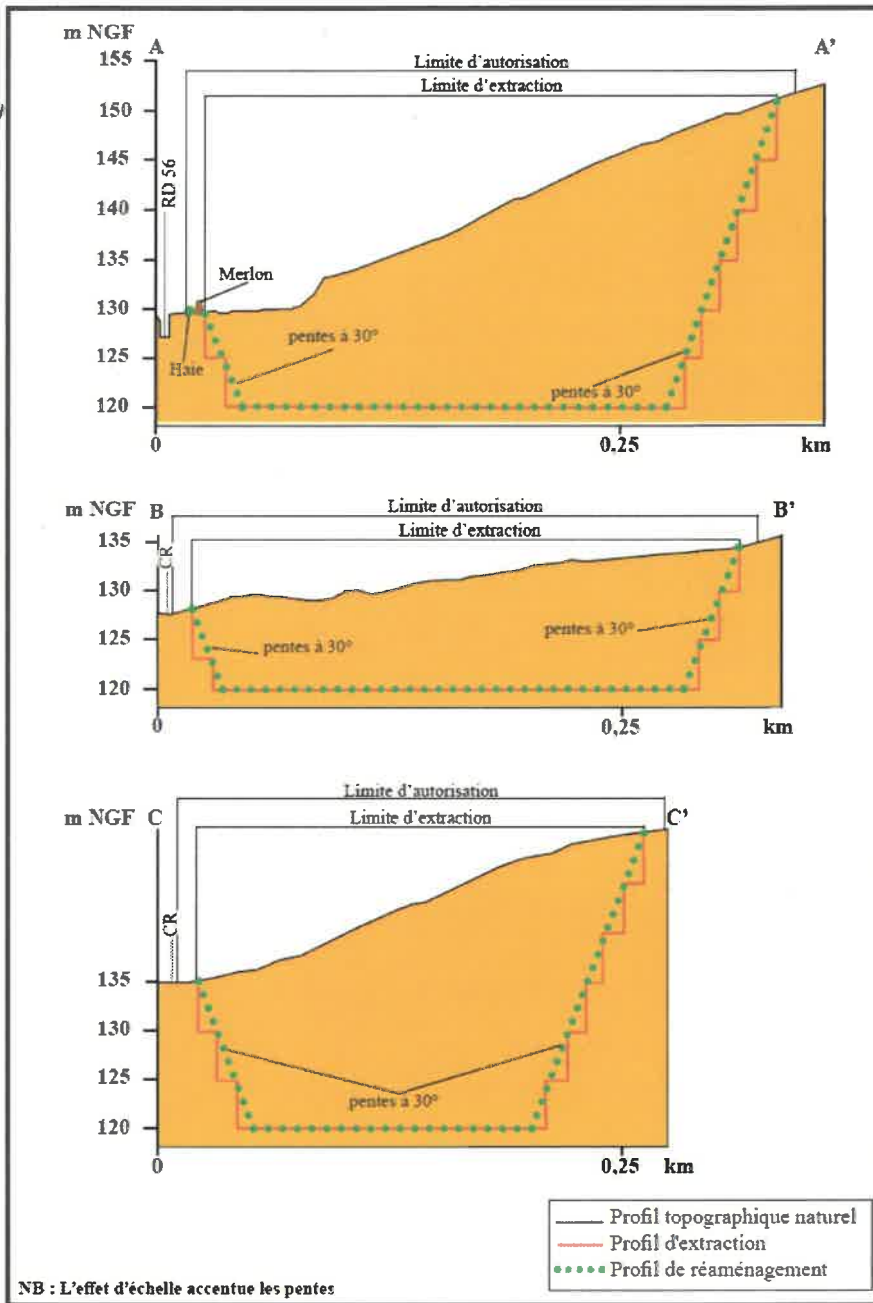 m NGF
A
A'
155
150
145
140
135
130
125
120
Limite d'autorisation
Limite d'extraction
RD 56
Merlon
Haie
pentes à 30°
pentes à 30°
0
0,25
km
m NGF
B
B'
135
130
125
120
Limite d'autorisation
Limite d'extraction
CR
pentes à 30°
pentes à 30°
0
0,25
km
m NGF
C
C'
Limite d'autorisation
Limite d'extraction
CR
135
130
125
120
pentes à 30°
0
0,25
km
Profil topographique naturel
Profil d'extraction
Profil de réaménagement
NB : L'effet d'échelle accentue les pentes